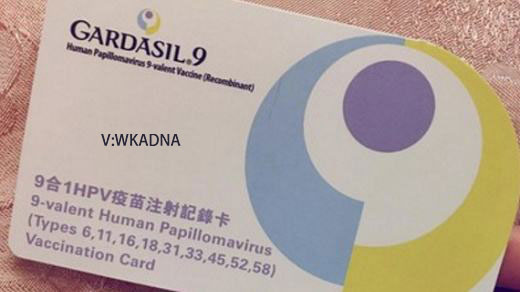 GARDASIL®9
Human Papillomavirus 9-valent Vaccine (Recombinant)
V:WKADNA
9合1HPV疫苗注射記錄卡
9-valent Human Papillomavirus
(Types 6,11,16,18,31,33,45,52,58)
Vaccination Card